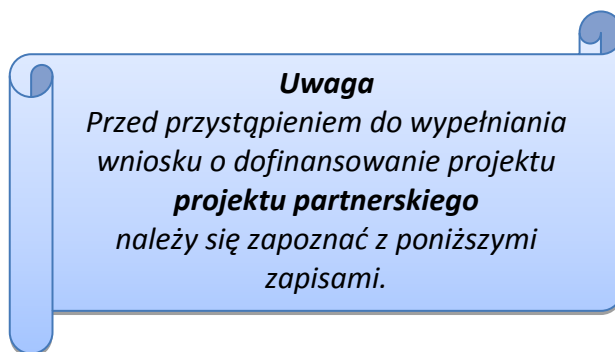 Uwaga
Przed przystąpieniem do wypełniania
wniosku o dofinansowanie projektu
projektu partnerskiego
należy się zapoznać z poniższymi
zapisami.